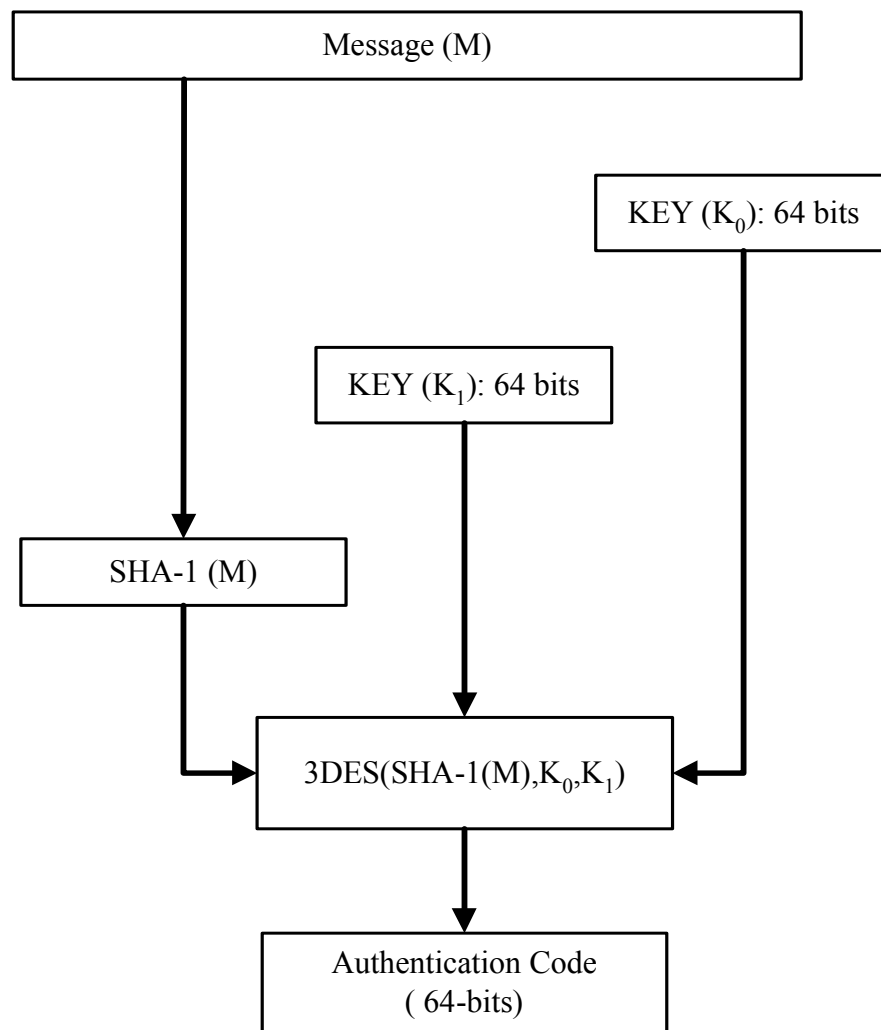 Message (M)
KEY (K₀): 64 bits
KEY (K₁): 64 bits
SHA-1 (M)
3DES(SHA-1(M),K₀,K₁)
Authentication Code
( 64-bits)